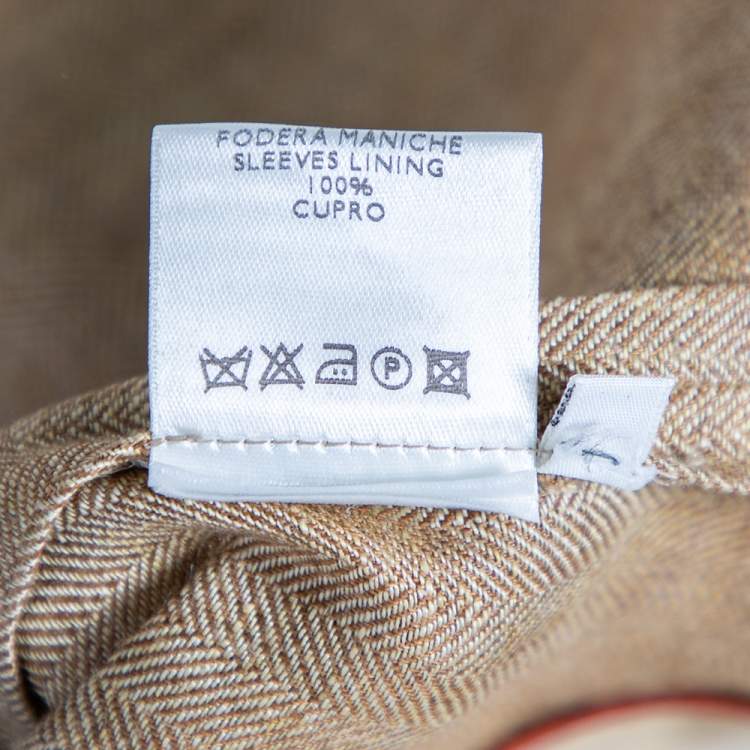 FODERA MANICHE
SLEEVES LINING
100%
CUPRO
P